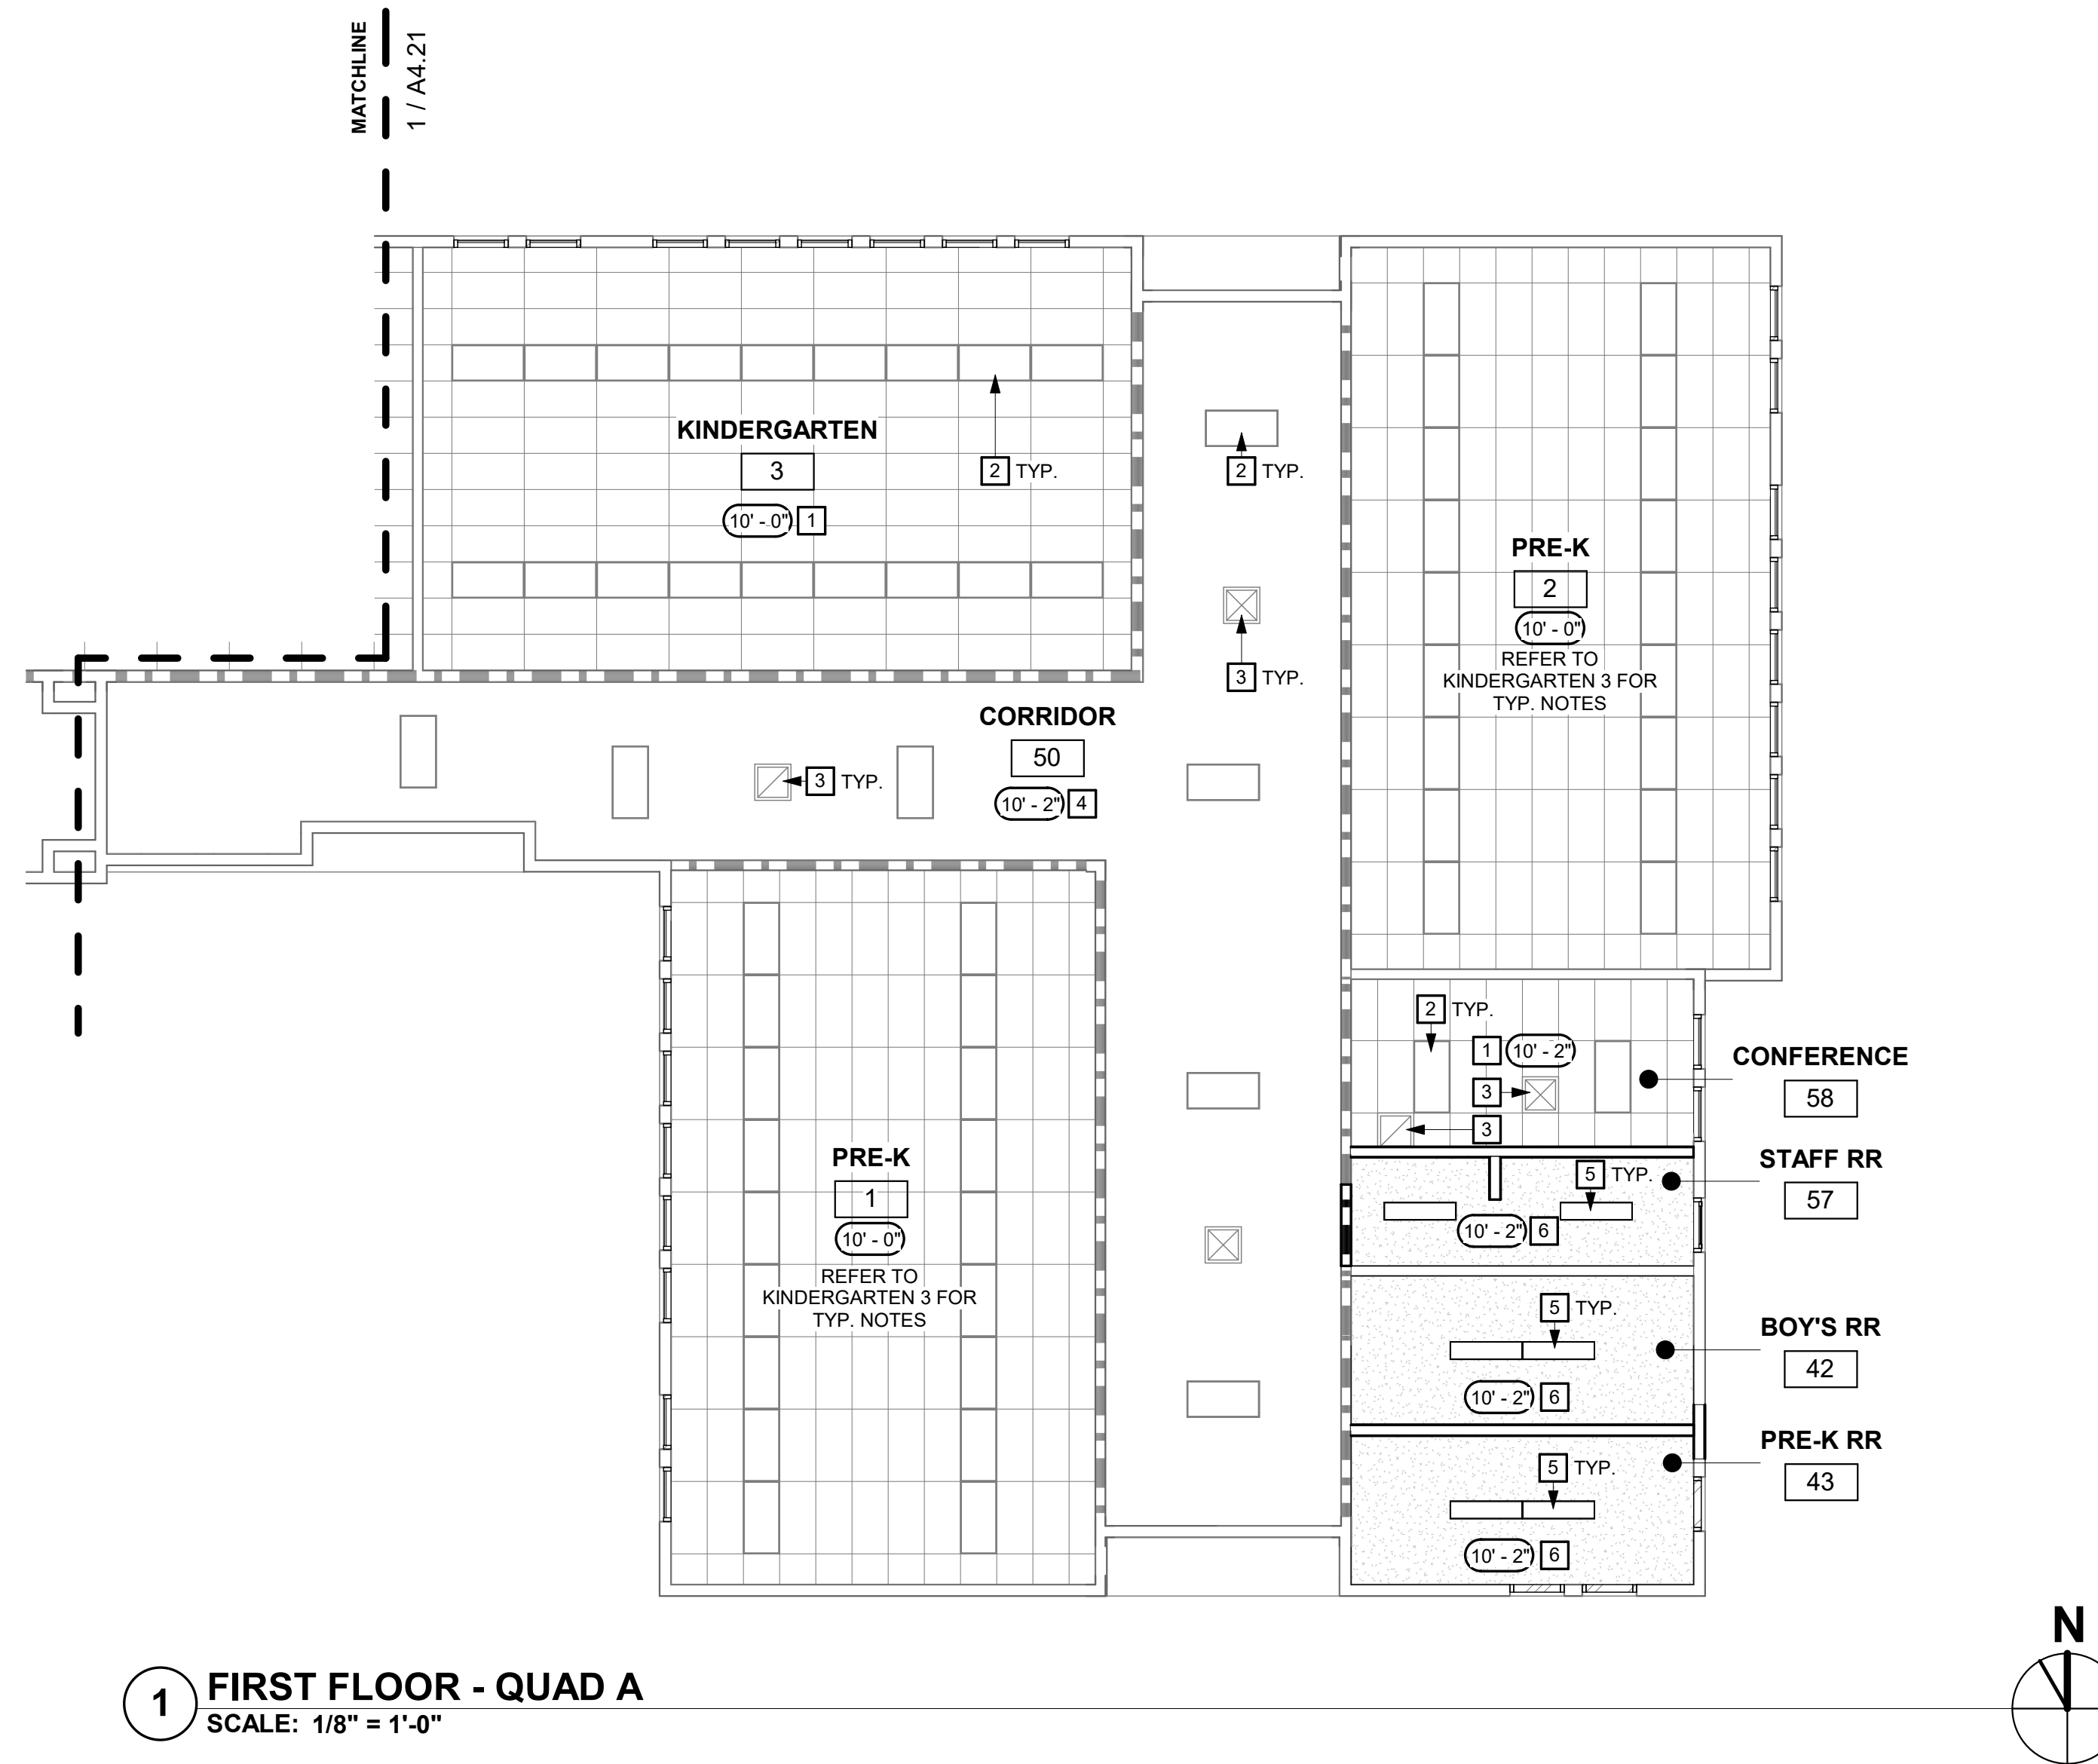 MATCHLINE
1 / A4.21
KINDERGARTEN
3
10' - 0" 1
2 TYP.
2 TYP.
3 TYP.
PRE-K
2
10' - 0"
REFER TO
KINDERGARTEN 3 FOR
TYP. NOTES
CORRIDOR
50
10' - 2" 4
3 TYP.
2 TYP.
1 10' - 2"
3
3
CONFERENCE
58
STAFF RR
57
5 TYP.
10' - 2" 6
PRE-K
1
10' - 0"
REFER TO
KINDERGARTEN 3 FOR
TYP. NOTES
5 TYP.
10' - 2" 6
BOY'S RR
42
PRE-K RR
43
5 TYP.
10' - 2" 6
N
1 FIRST FLOOR - QUAD A
SCALE: 1/8" = 1'-0"